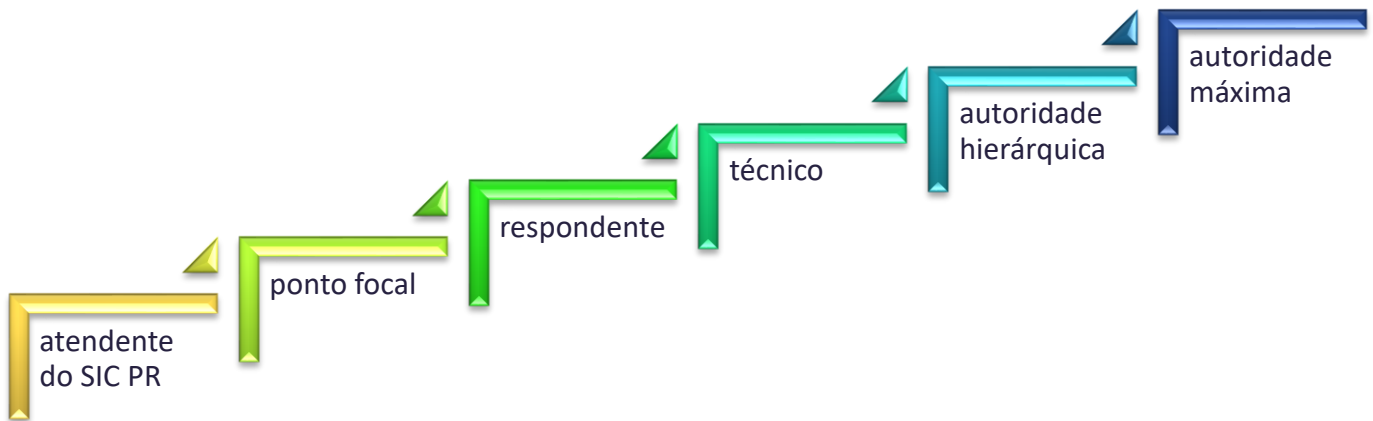 atendente
do SIC PR
ponto focal
respondente
técnico
autoridade
hierárquica
autoridade
máxima